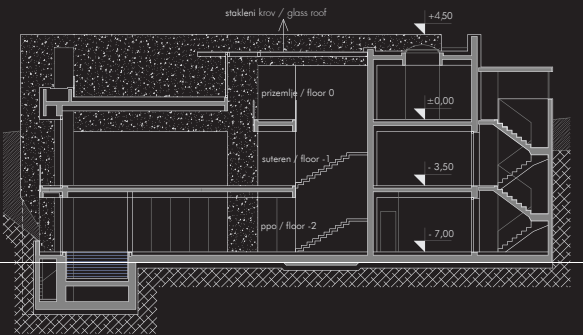 stakleni krov / glass roof
+4,50
prizemlje / floor 0
±0,00
suteren / floor -1
- 3,50
ppo / floor -2
- 7,00